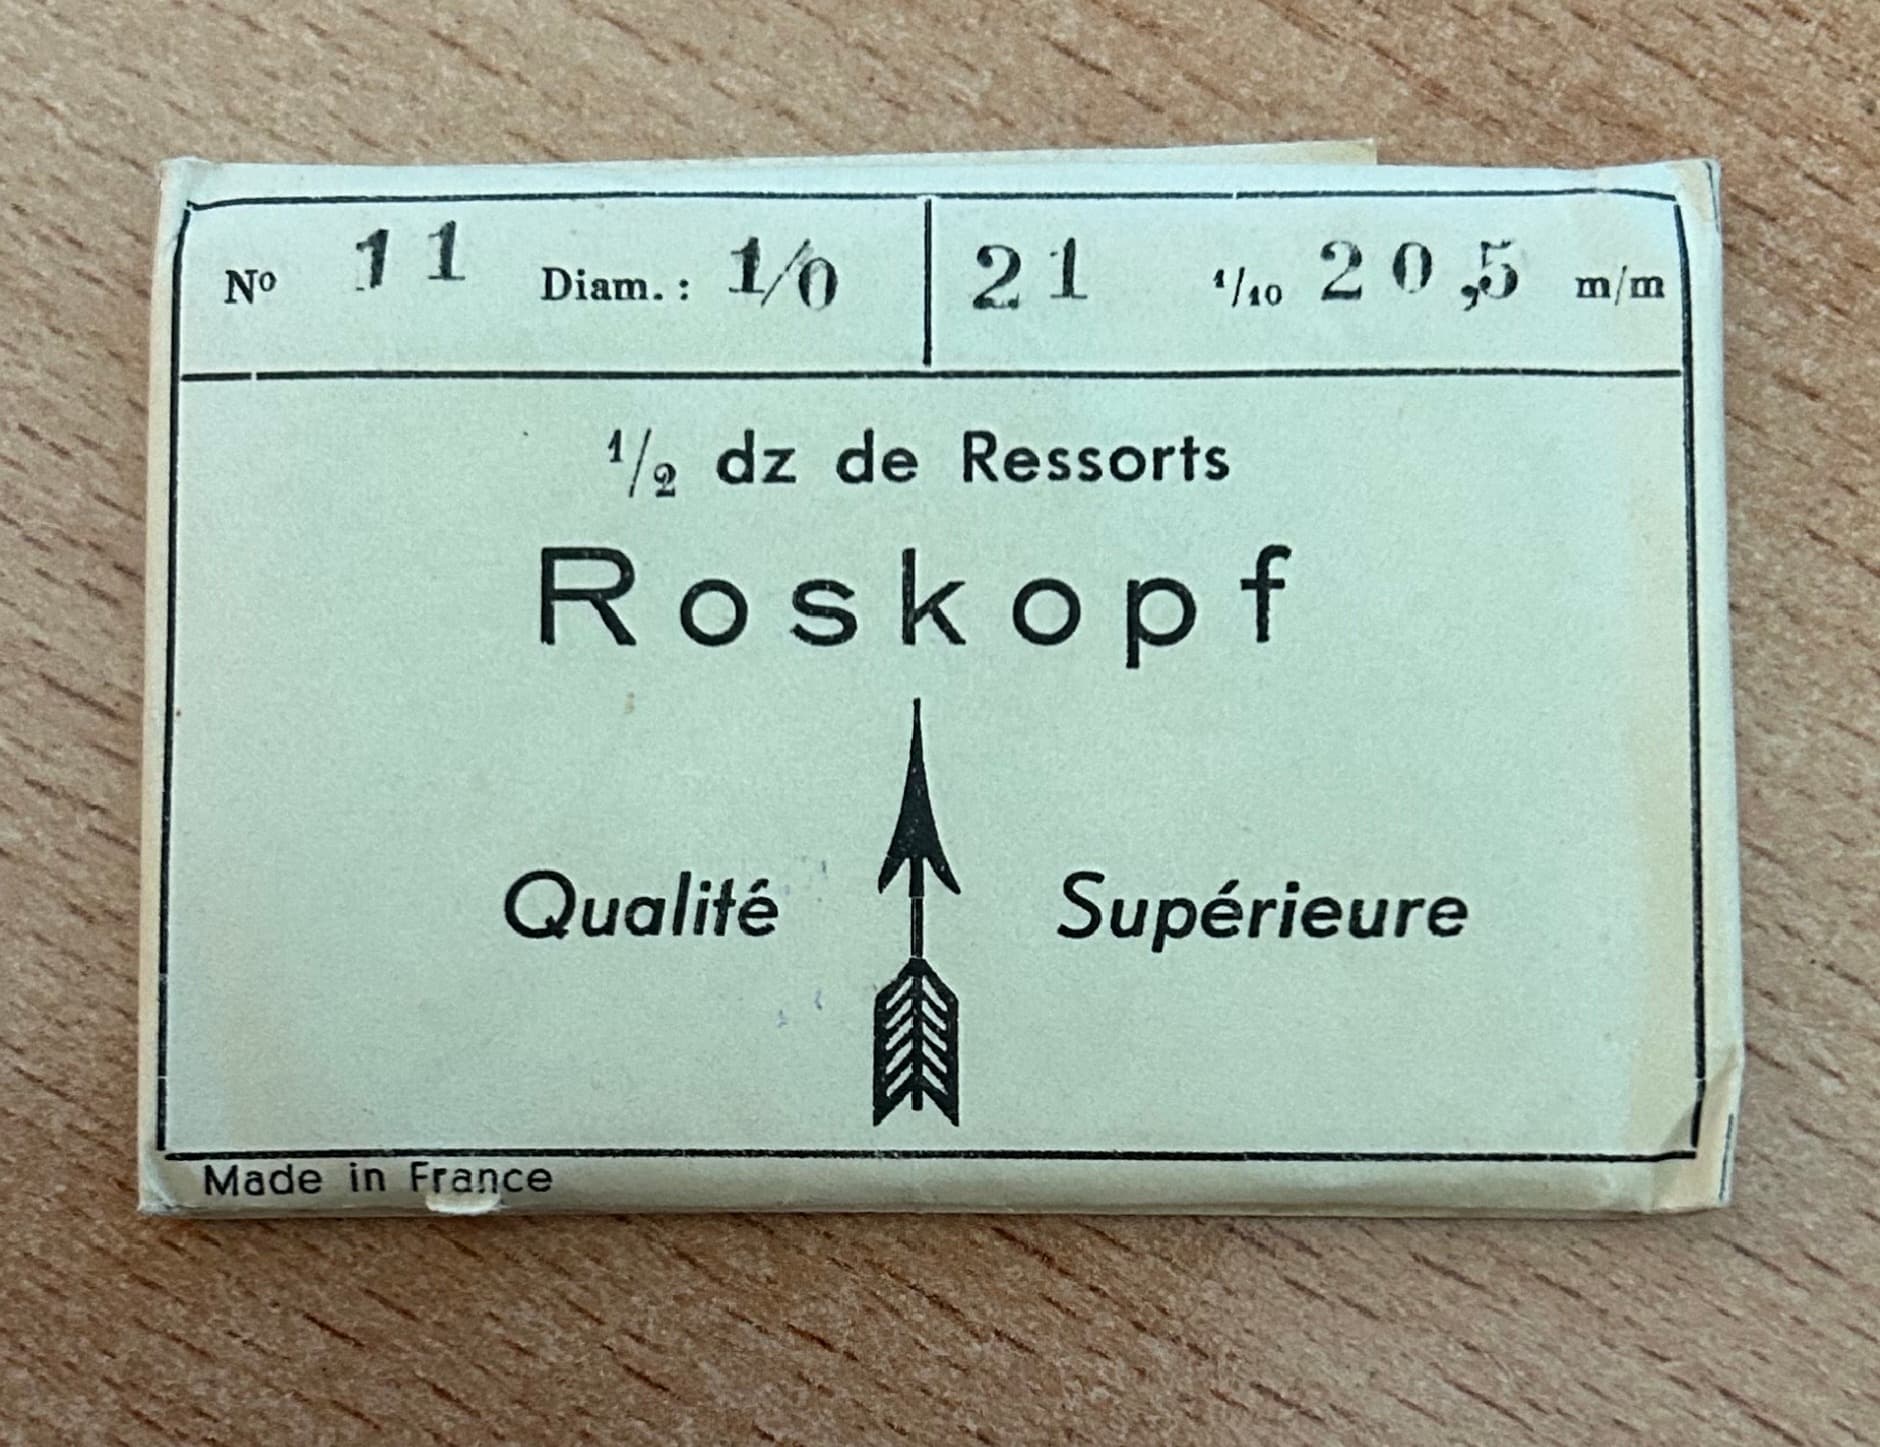 Nº 11 Diam.: 1/0 21 1/10 20,5 m/m
1/2 dz de Ressorts
Roskopf
Qualité Supérieure
Made in France